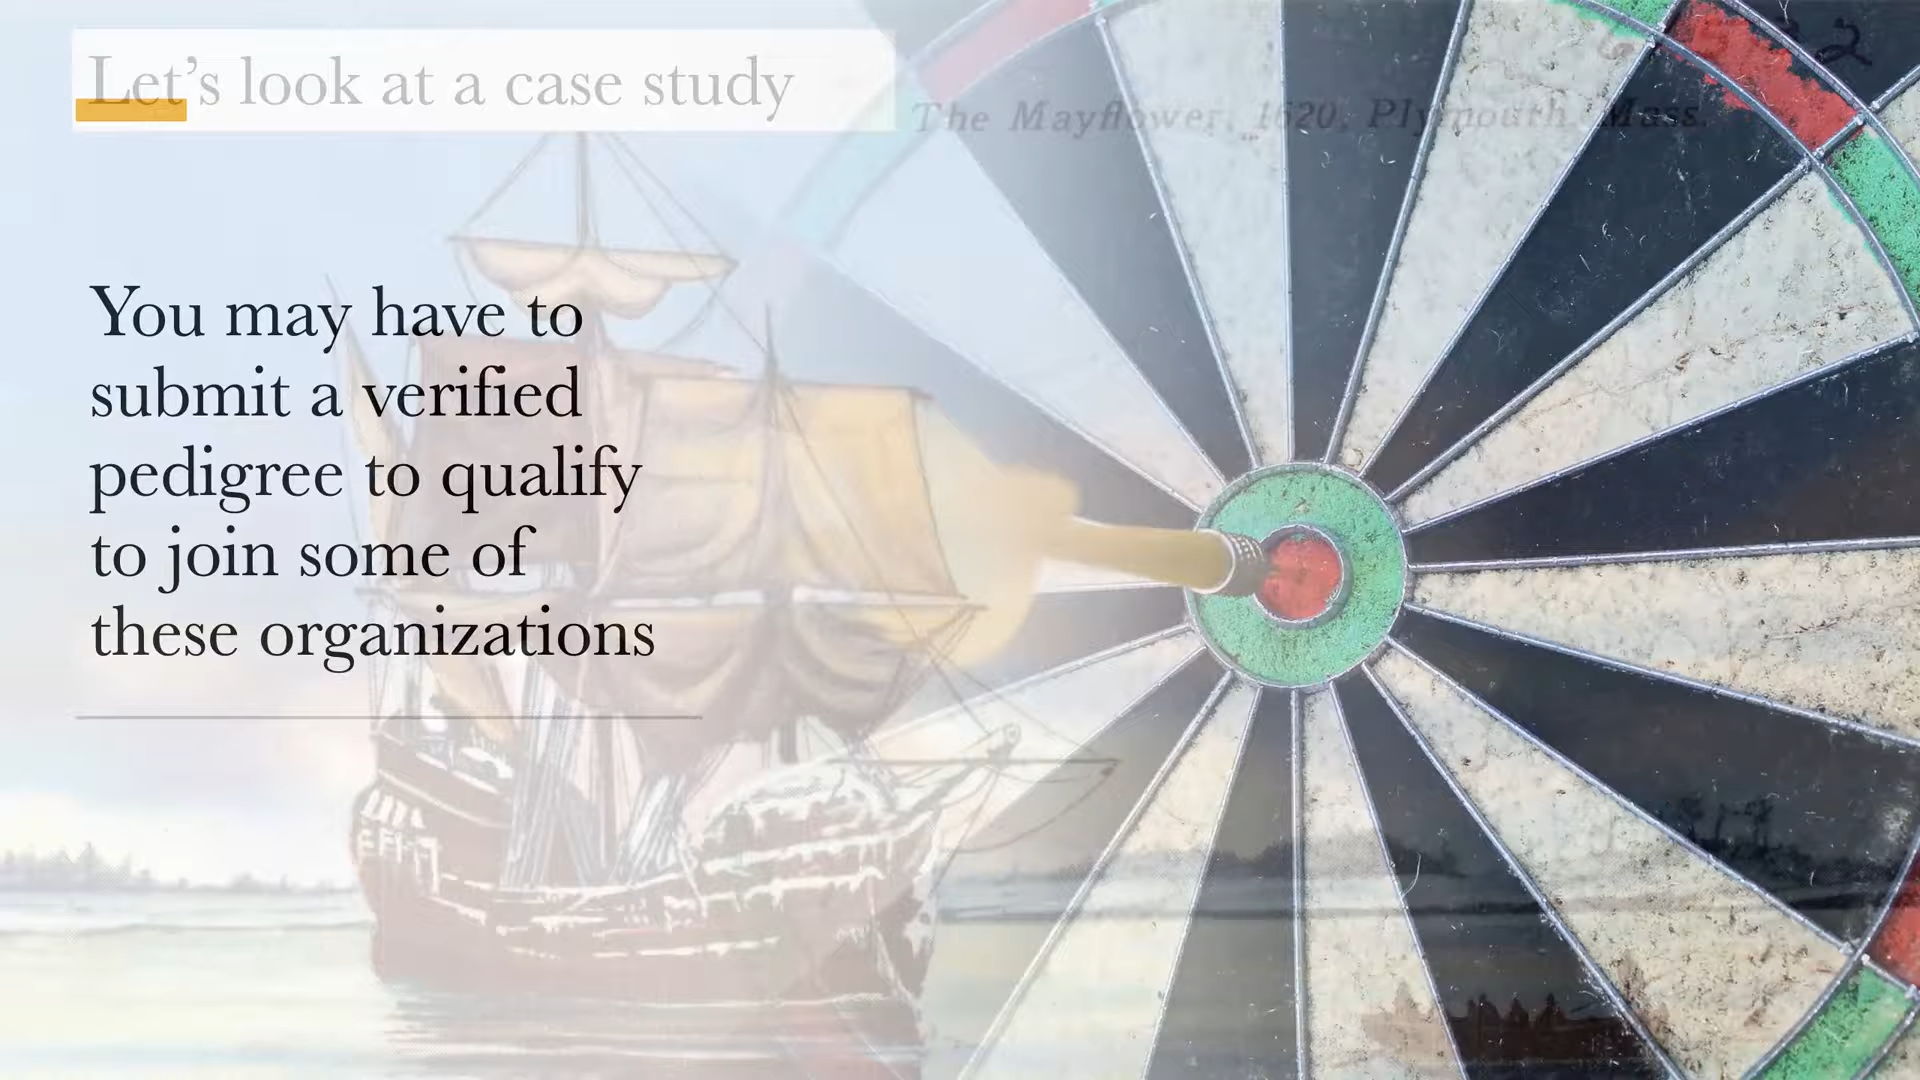 Let's look at a case study
The Mayflower, 1620, Plymouth, Mass.
You may have to
submit a verified
pedigree to qualify
to join some of
these organizations